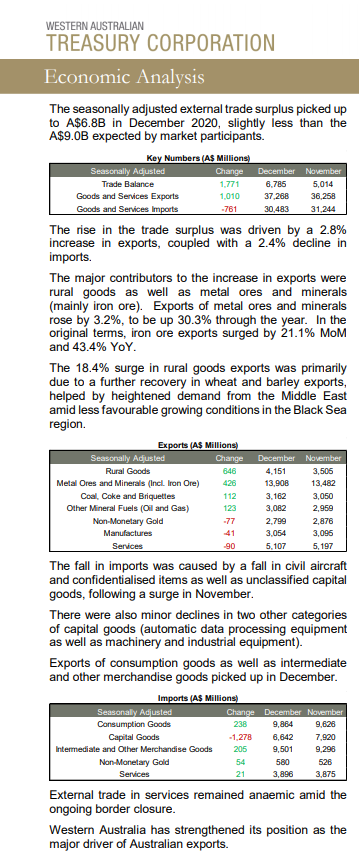 WESTERN AUSTRALIAN
TREASURY CORPORATION
Economic Analysis
The seasonally adjusted external trade surplus picked up
to A$6.8B in December 2020, slightly less than the
A$9.0B expected by market participants.
Key Numbers (A$ Millions)
Seasonally Adjusted Change December November
Trade Balance 1,771 6,785 5,014
Goods and Services Exports 1,010 37,268 36,258
Goods and Services Imports -761 30,483 31,244
The rise in the trade surplus was driven by a 2.8%
increase in exports, coupled with a 2.4% decline in
imports.
The major contributors to the increase in exports were
rural goods as well as metal ores and minerals
(mainly iron ore). Exports of metal ores and minerals
rose by 3.2%, to be up 30.3% through the year. In the
original terms, iron ore exports surged by 21.1% MoM
and 43.4% YoY.
The 18.4% surge in rural goods exports was primarily
due to a further recovery in wheat and barley exports,
helped by heightened demand from the Middle East
amid less favourable growing conditions in the Black Sea
region.
Exports (A$ Millions)
Seasonally Adjusted Change December November
Rural Goods 646 4,151 3,505
Metal Ores and Minerals (Incl. Iron Ore) 426 13,908 13,482
Coal, Coke and Briquettes 112 3,162 3,050
Other Mineral Fuels (Oil and Gas) 123 3,082 2,959
Non-Monetary Gold -77 2,799 2,876
Manufactures -41 3,054 3,095
Services -90 5,107 5,197
The fall in imports was caused by a fall in civil aircraft
and confidentialised items as well as unclassified capital
goods, following a surge in November.
There were also minor declines in two other categories
of capital goods (automatic data processing equipment
as well as machinery and industrial equipment).
Exports of consumption goods as well as intermediate
and other merchandise goods picked up in December.
Imports (A$ Millions)
Seasonally Adjusted Change December November
Consumption Goods 238 9,864 9,626
Capital Goods -1,278 6,642 7,920
Intermediate and Other Merchandise Goods 205 9,501 9,296
Non-Monetary Gold 54 580 526
Services 21 3,896 3,875
External trade in services remained anaemic amid the
ongoing border closure.
Western Australia has strengthened its position as the
major driver of Australian exports.